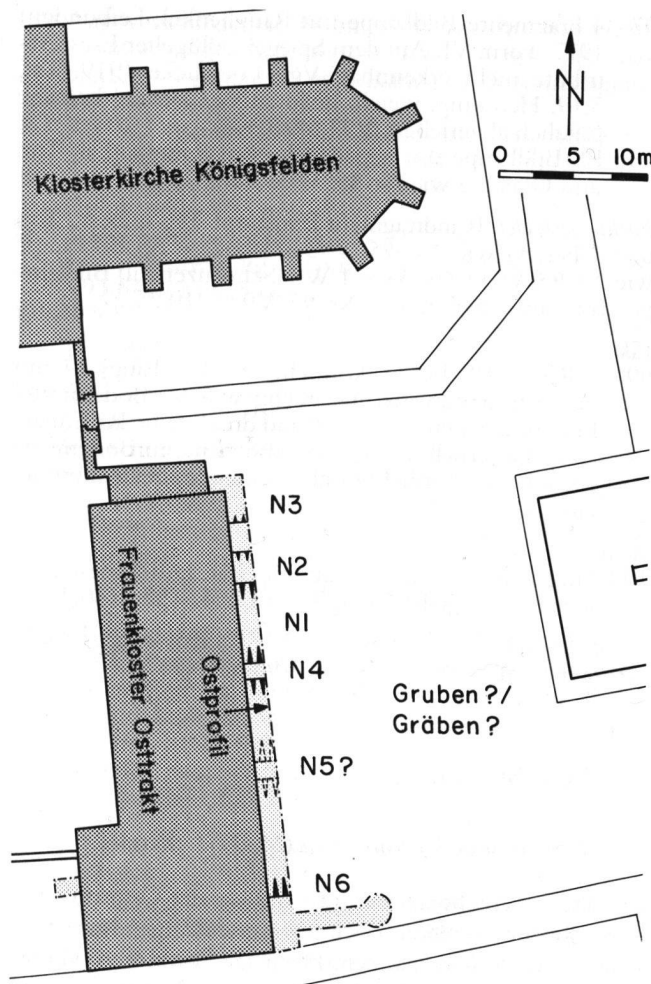 N
0 5 10m
Klosterkirche Königsfelden
N3
N2
N1
N4
Frauenkloster Osttrakt
Ostprofil
Gruben?/
Gräben?
N5?
N6